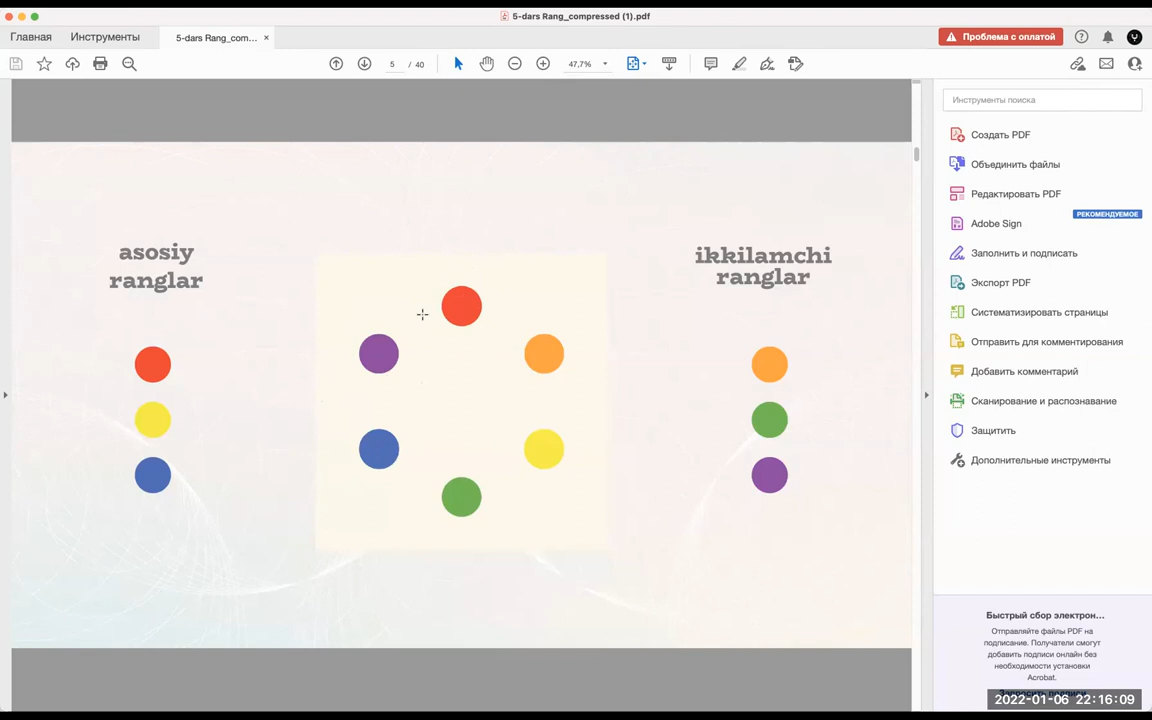 5-dars Rang_compressed (1).pdf
Главная
Инструменты
5-dars Rang_com... ×
Проблема с оплатой
5 / 40
47,7%
Инструменты поиска
Создать PDF
Объединить файлы
Редактировать PDF
РЕКОМЕНДУЕМОЕ
Adobe Sign
Заполнить и подписать
Экспорт PDF
Систематизировать страницы
Отправить для комментирования
Добавить комментарий
Сканирование и распознавание
Защитить
Дополнительные инструменты
asosiy
ranglar
ikkilamchi
ranglar
Быстрый сбор электрон...
Отправляйте файлы PDF на
подписание. Получатели смогут
добавить подписи онлайн без
необходимости установки
Acrobat.
2022-01-06 22:16:09